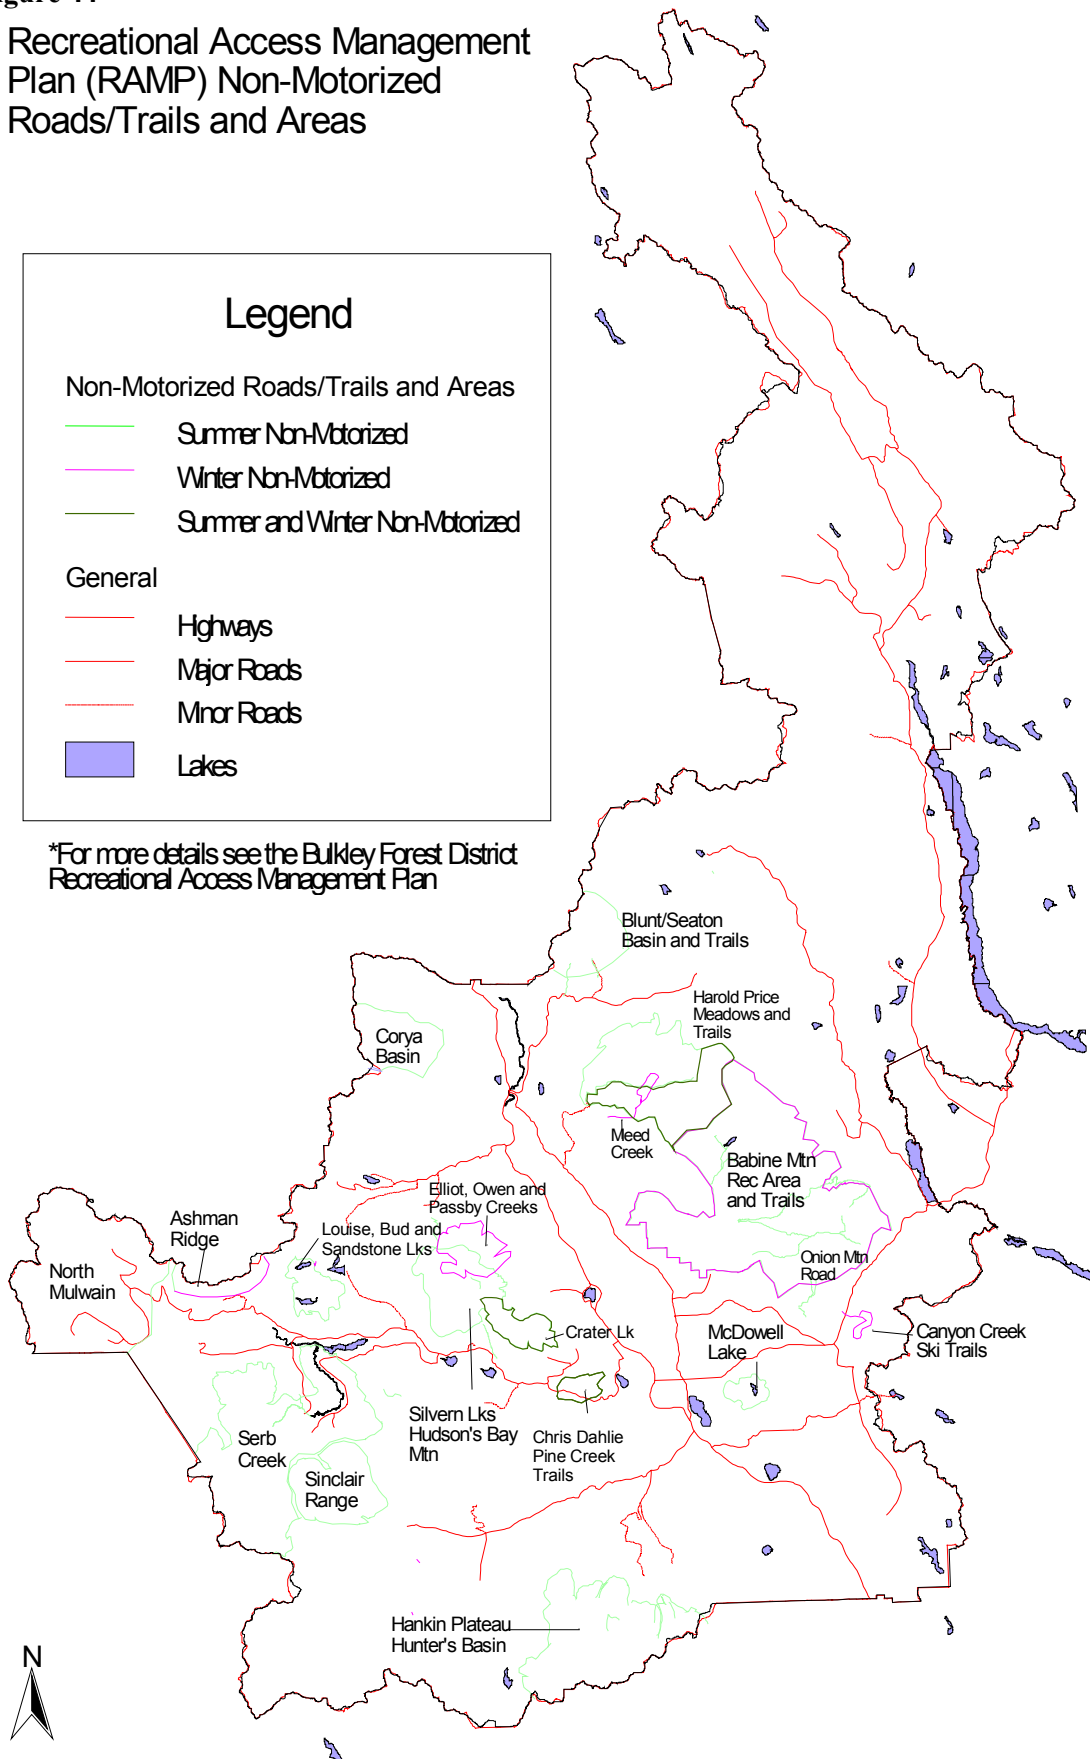 Recreational Access Management
Plan (RAMP) Non-Motorized
Roads/Trails and Areas
Legend
Non-Motorized Roads/Trails and Areas
Summer Non-Motorized
Winter Non-Motorized
Summer and Winter Non-Motorized
General
Highways
Major Roads
Minor Roads
Lakes
*For more details see the Bulkley Forest District
Recreational Access Management Plan
Blunt/Seaton
Basin and Trails
Harold Price
Meadows and
Trails
Corya
Basin
Meed
Creek
Babine Mtn
Rec Area
and Trails
Elliot, Owen and
Passby Creeks
Ashman
Ridge
Louise, Bud and
Sandstone Lks
North
Mulwain
Onion Mtn
Road
Crater Lk
McDowell
Lake
Canyon Creek
Ski Trails
Silvern Lks
Hudson's Bay
Mtn
Chris Dahlie
Pine Creek
Trails
Serb
Creek
Sinclair
Range
Hankin Plateau
Hunter's Basin
N